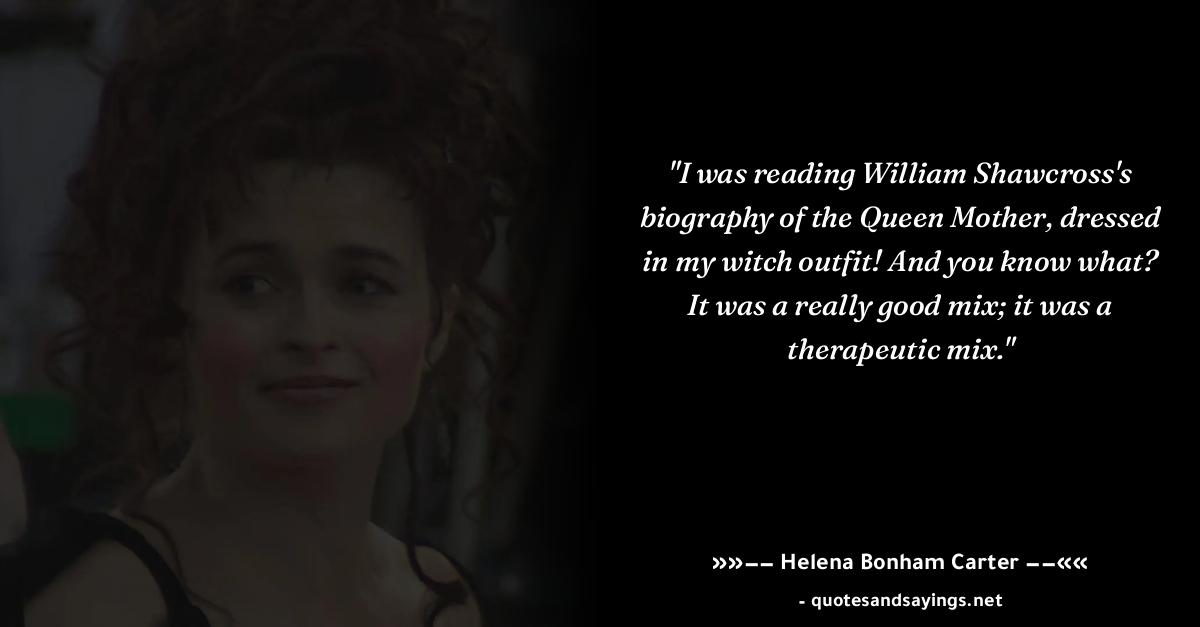 "I was reading William Shawcross's
biography of the Queen Mother, dressed
in my witch outfit! And you know what?
It was a really good mix; it was a
therapeutic mix."
»»–– Helena Bonham Carter ––««
- quotesandsayings.net